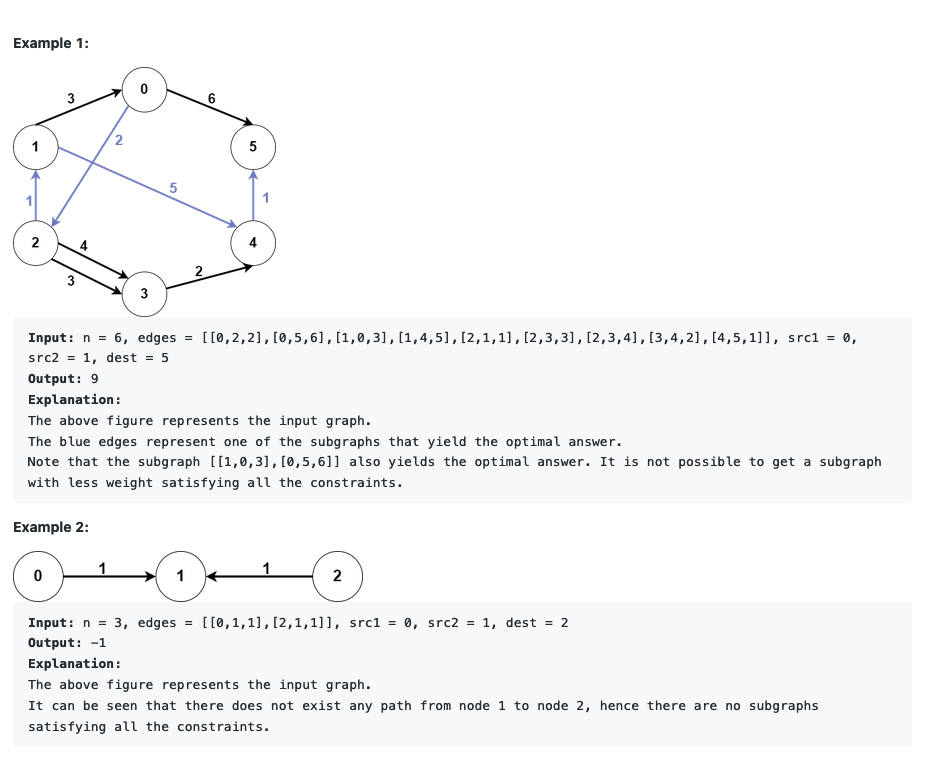 Example 1:
0
3
6
2
1
5
5
1
1
2
4
4
2
3
3
Input: n = 6, edges = [[0,2,2],[0,5,6],[1,0,3],[1,4,5],[2,1,1],[2,3,3],[2,3,4],[3,4,2],[4,5,1]], src1 = 0,
src2 = 1, dest = 5
Output: 9
Explanation:
The above figure represents the input graph.
The blue edges represent one of the subgraphs that yield the optimal answer.
Note that the subgraph [[1,0,3],[0,5,6]] also yields the optimal answer. It is not possible to get a subgraph
with less weight satisfying all the constraints.
Example 2:
0 1 1 1 2
Input: n = 3, edges = [[0,1,1],[2,1,1]], src1 = 0, src2 = 1, dest = 2
Output: -1
Explanation:
The above figure represents the input graph.
It can be seen that there does not exist any path from node 1 to node 2, hence there are no subgraphs
satisfying all the constraints.